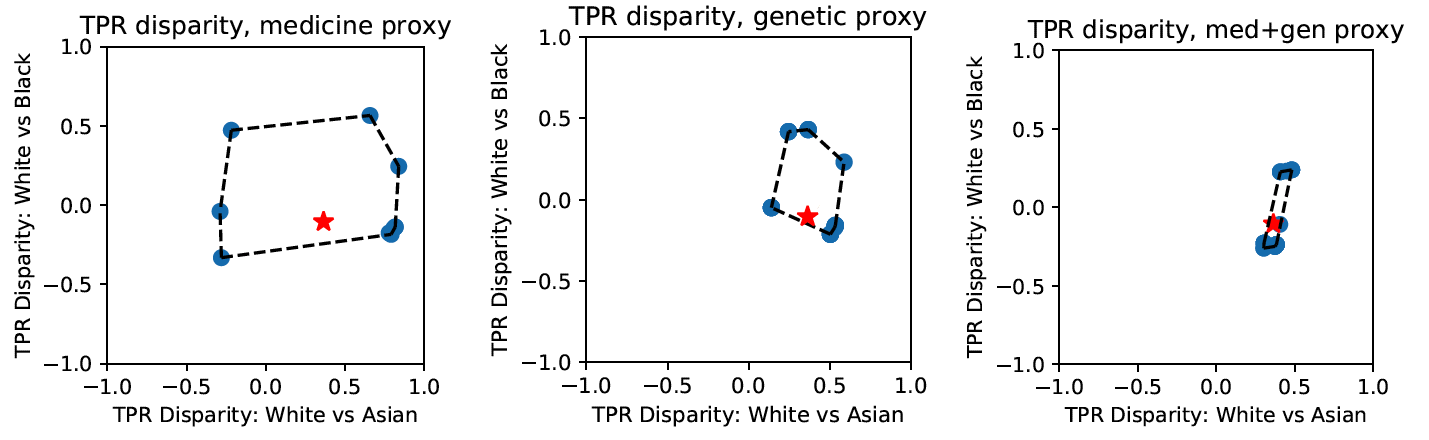 TPR disparity, medicine proxy
TPR Disparity: White vs Black
1.0
0.5
0.0
−0.5
−1.0
−1.0 −0.5 0.0 0.5 1.0
TPR Disparity: White vs Asian
TPR disparity, genetic proxy
TPR Disparity: White vs Black
1.0
0.5
0.0
−0.5
−1.0
−1.0 −0.5 0.0 0.5 1.0
TPR Disparity: White vs Asian
TPR disparity, med+gen proxy
TPR Disparity: White vs Black
1.0
0.5
0.0
−0.5
−1.0
−1.0 −0.5 0.0 0.5 1.0
TPR Disparity: White vs Asian